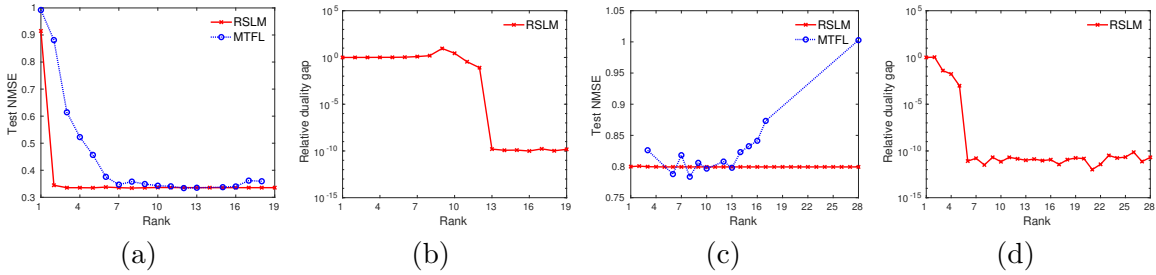 Test NMSE
1
0.9
0.8
0.7
0.6
0.5
0.4
0.3
1 4 7 10 13 16 19
Rank
RSLM
MTFL
(a)
Relative duality gap
10^5
10^0
10^-5
10^-10
10^-15
1 4 7 10 13 16 19
Rank
RSLM
(b)
Test NMSE
1.05
1
0.95
0.9
0.85
0.8
0.75
1 4 7 10 13 16 19 22 25 28
Rank
RSLM
MTFL
(c)
Relative duality gap
10^5
10^0
10^-5
10^-10
10^-15
1 4 7 10 13 16 19 22 25 28
Rank
RSLM
(d)